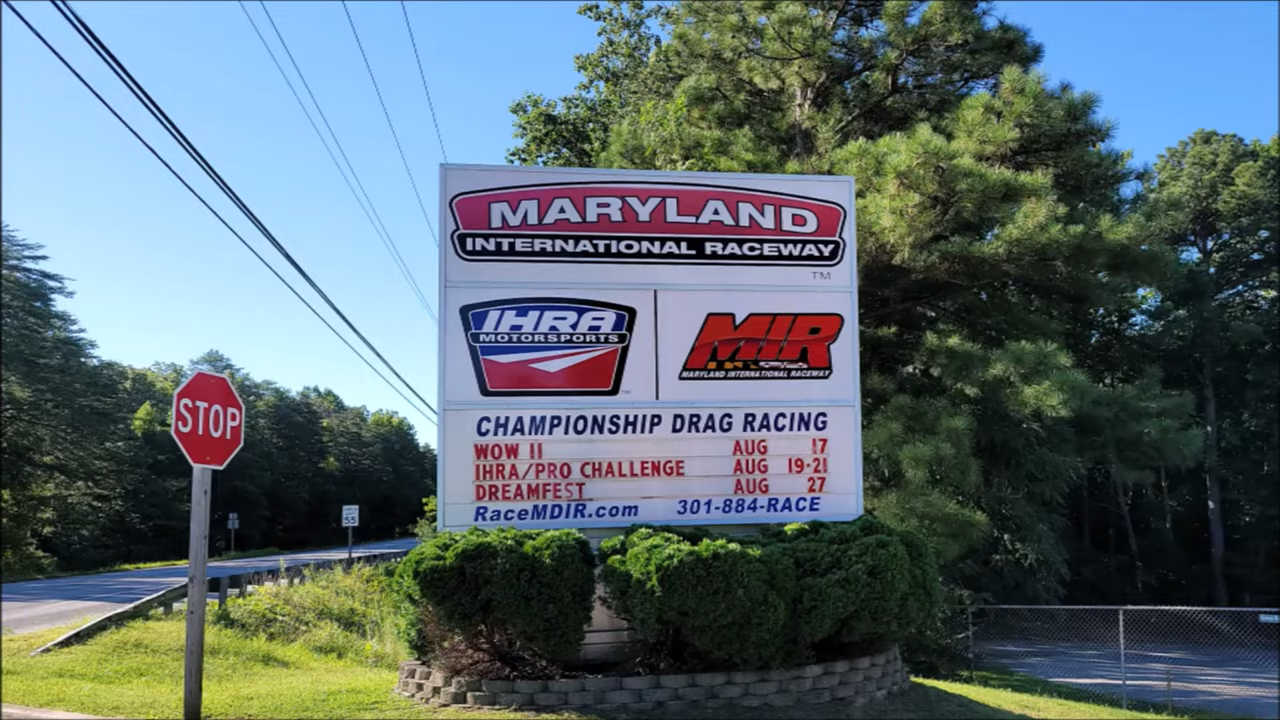 MARYLAND
INTERNATIONAL RACEWAY
TM
IHRA
MOTORSPORTS
MIR
MARYLAND INTERNATIONAL RACEWAY
CHAMPIONSHIP DRAG RACING
WOW II AUG 17
IHRA/PRO CHALLENGE AUG 19-21
DREAMFEST AUG 27
RaceMDIR.com 301-884-RACE
STOP
55